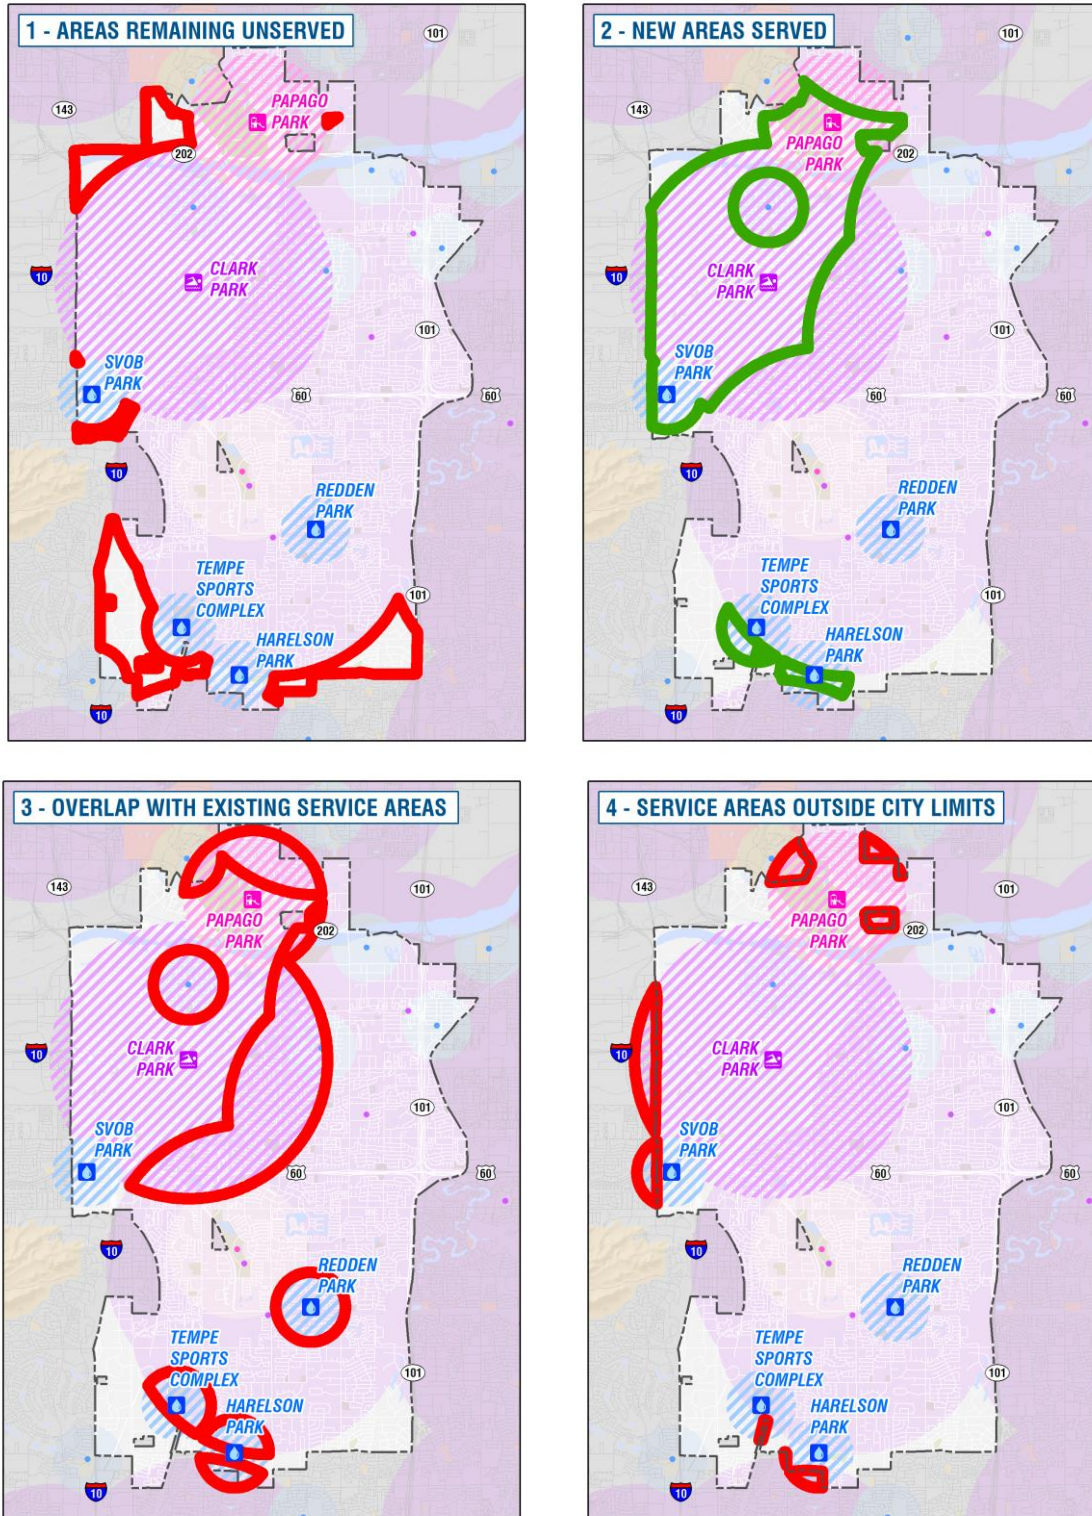 1 - AREAS REMAINING UNSERVED
101
143
PAPAGO
PARK
202
CLARK
PARK
10
101
SVOB
PARK
60
60
10
REDDEN
PARK
TEMPE
SPORTS
COMPLEX
101
HARELSON
PARK
10
2 - NEW AREAS SERVED
101
143
PAPAGO
PARK
202
CLARK
PARK
10
101
SVOB
PARK
60
60
10
REDDEN
PARK
TEMPE
SPORTS
COMPLEX
101
HARELSON
PARK
10
3 - OVERLAP WITH EXISTING SERVICE AREAS
143
101
PAPAGO
PARK
202
CLARK
PARK
10
101
SVOB
PARK
60
60
10
REDDEN
PARK
TEMPE
SPORTS
COMPLEX
101
HARELSON
PARK
10
4 - SERVICE AREAS OUTSIDE CITY LIMITS
143
101
PAPAGO
PARK
202
CLARK
PARK
10
101
SVOB
PARK
60
60
10
REDDEN
PARK
TEMPE
SPORTS
COMPLEX
101
HARELSON
PARK
10